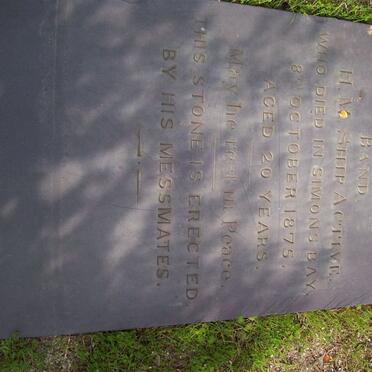 BAND.
H.M. SHIP ACTIVE.
WHO DIED IN SIMONS BAY,
8TH OCTOBER 1875.
AGED 20 YEARS.
May he rest in Peace.
THIS STONE IS ERECTED
BY HIS MESSMATES.